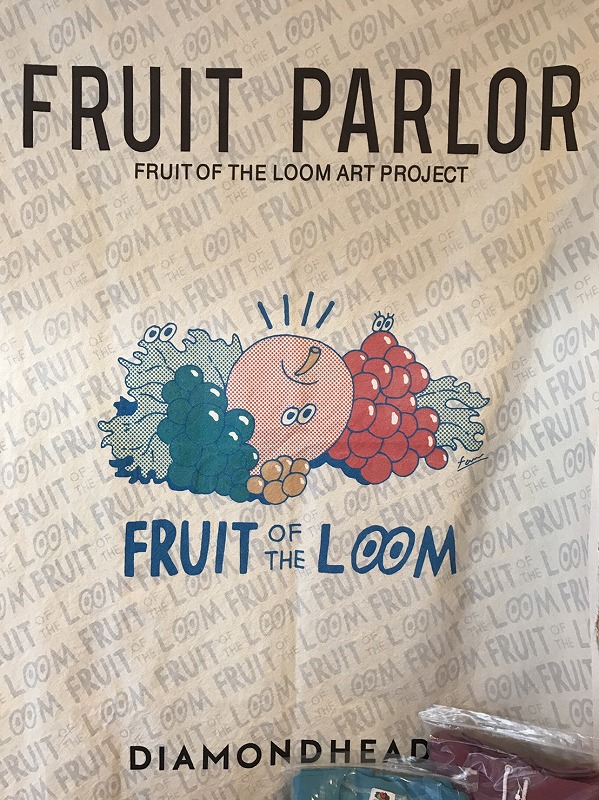 FRUIT PARLOR
FRUIT OF THE LOOM ART PROJECT
FRUIT OF THE LOOM
DIAMONDHEAD